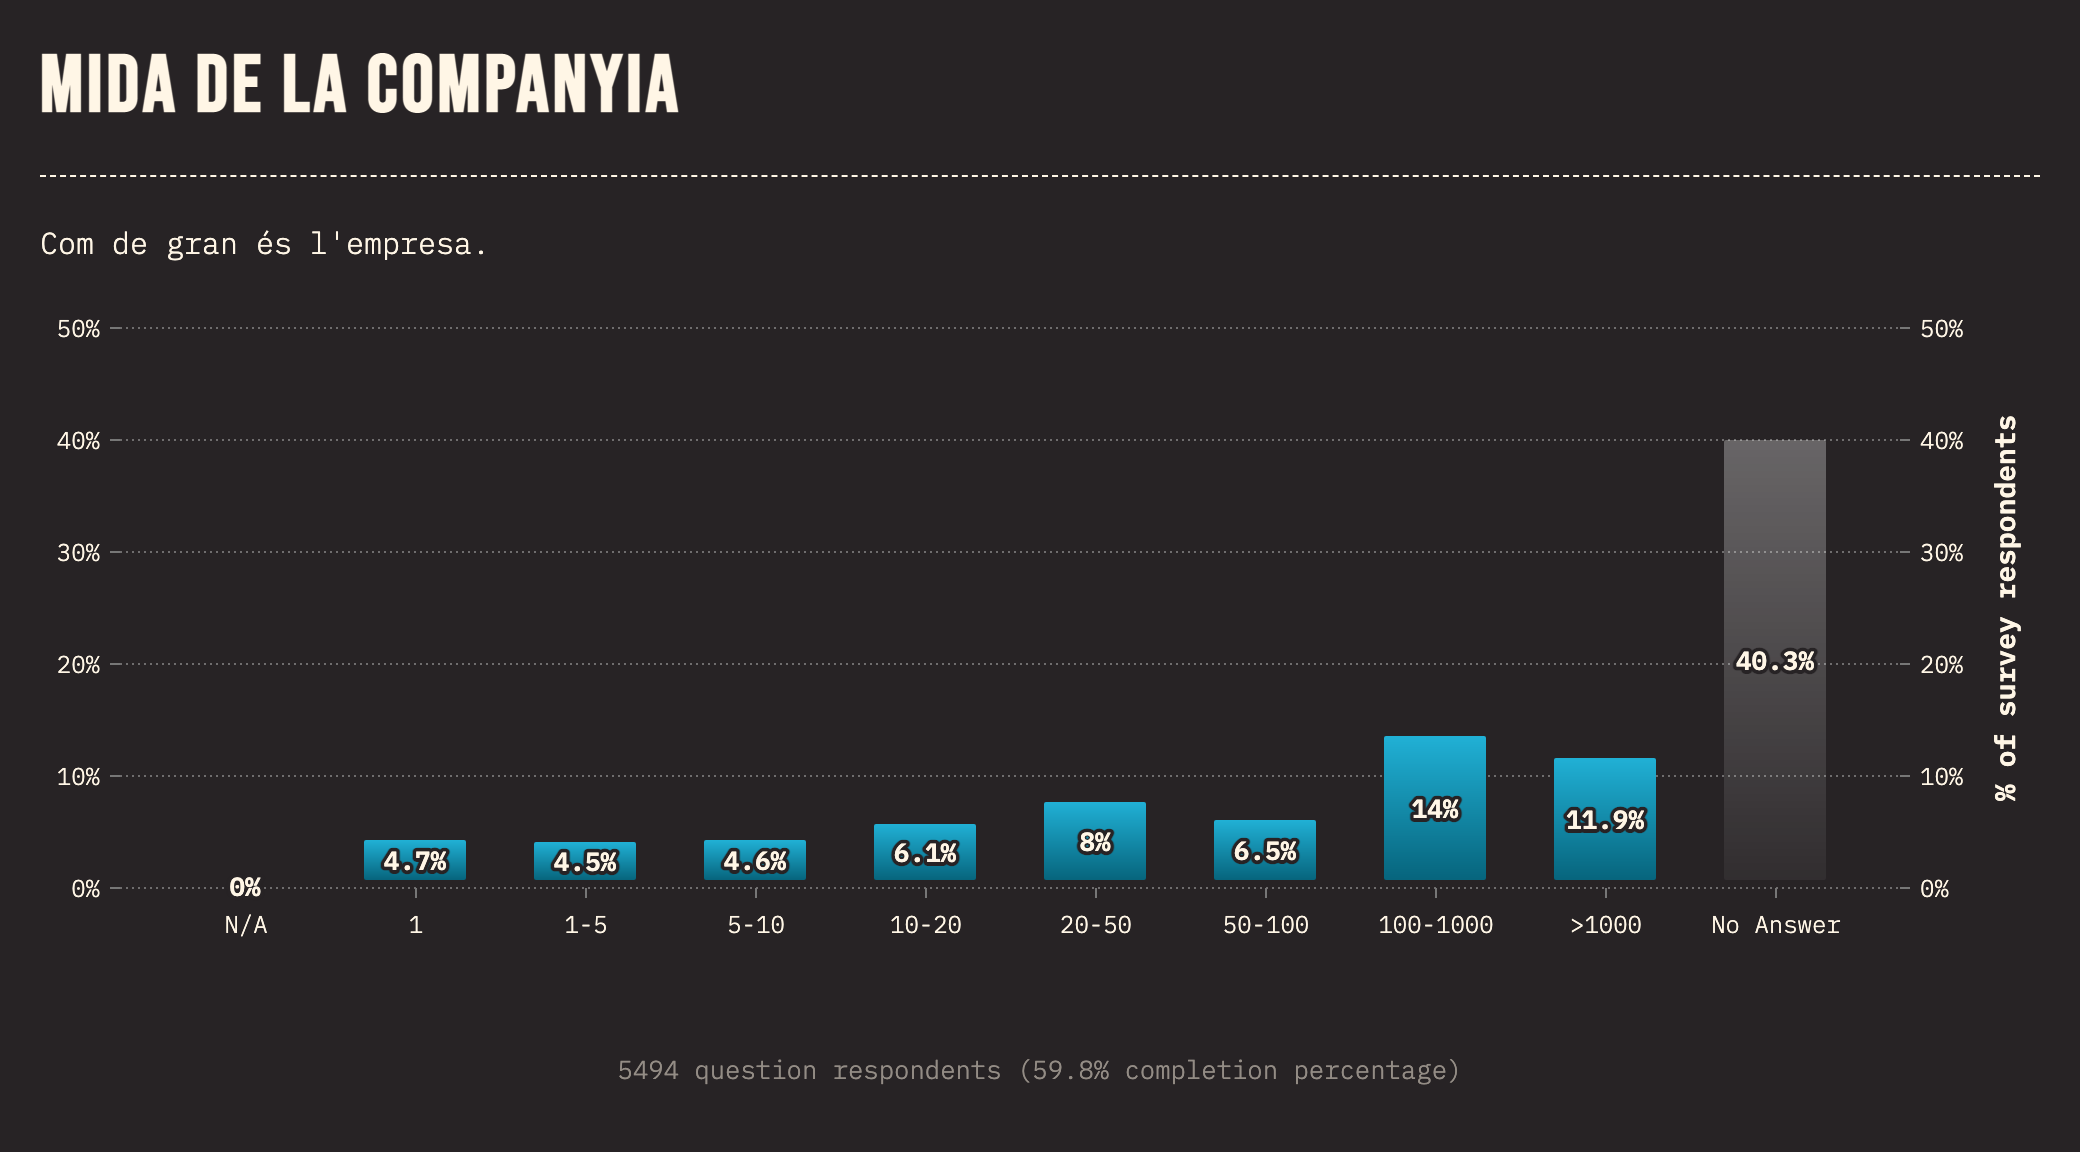 MIDA DE LA COMPANYIA
Com de gran és l'empresa.
50% 50%
40% 40%
30% 30%
20% 20%
10% 10%
0% 0%
% of survey respondents
0% 4.7% 4.5% 4.6% 6.1% 8% 6.5% 14% 11.9% 40.3%
N/A 1 1-5 5-10 10-20 20-50 50-100 100-1000 >1000 No Answer
5494 question respondents (59.8% completion percentage)